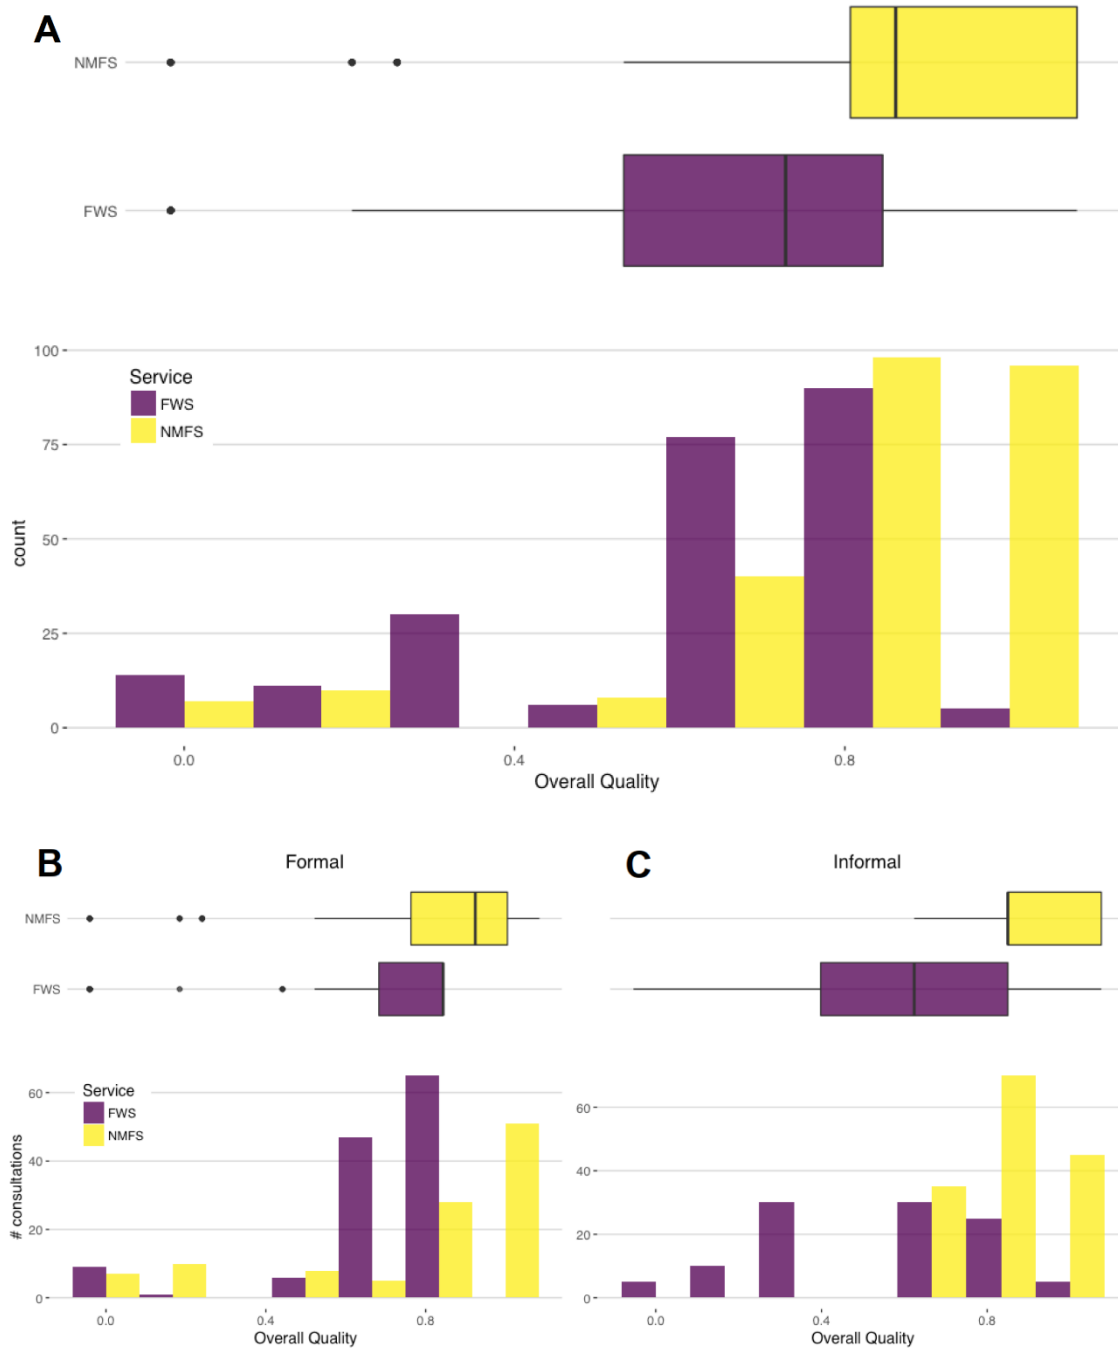 A
NMFS
FWS
100
Service
FWS
NMFS
75
50
25
0
count
0.0 0.4 0.8
Overall Quality
B
Formal
NMFS
FWS
Service
FWS
NMFS
60
40
20
0
# consultations
0.0 0.4 0.8
Overall Quality
C
Informal
60
40
20
0
0.0 0.4 0.8
Overall Quality